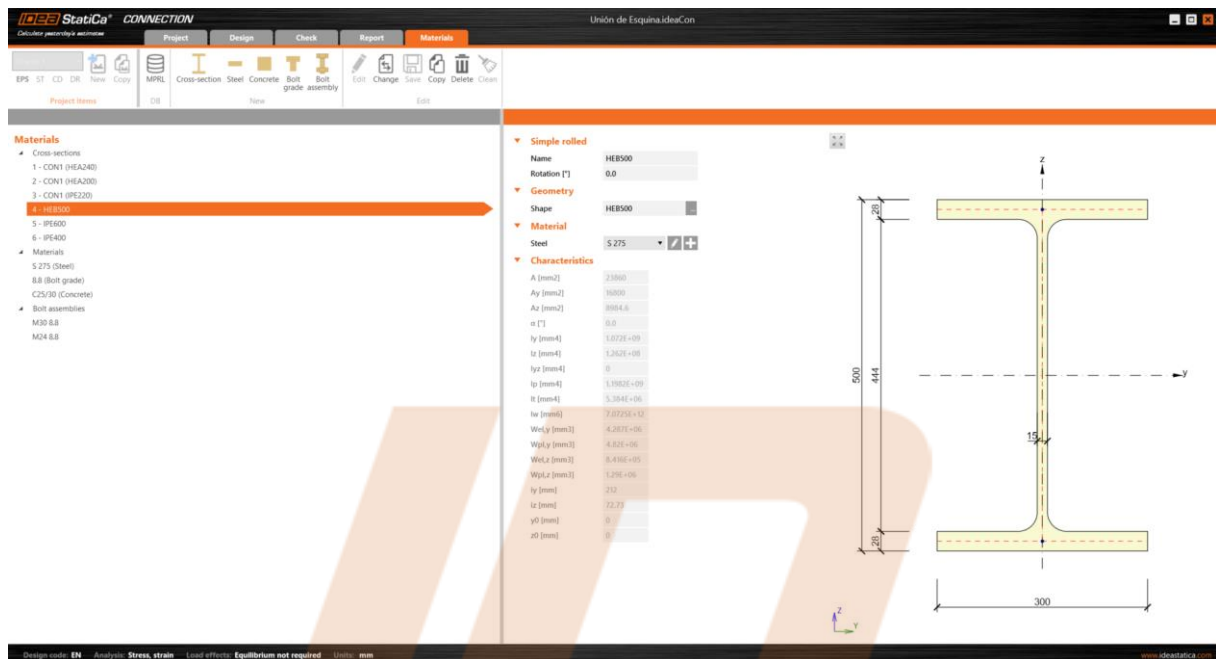 IDEA StatiCa® CONNECTION
Calculate yesterday's estimates
Unión de Esquina.ideaCon
Project Design Check Report Materials
EPS ST CD DR New Copy MPRL Cross-section Steel Concrete Bolt grade Bolt assembly Edit Change Save Copy Delete Clean
Project items DB New Edit
Materials
Cross-sections
1 - CON1 (HEA240)
2 - CON1 (HEA200)
3 - CON1 (IPE220)
4 - HEB500
5 - IPE600
6 - IPE400
Materials
S 275 (Steel)
8.8 (Bolt grade)
C25/30 (Concrete)
Bolt assemblies
M30 8.8
M24 8.8
Simple rolled
Name HEB500
Rotation [°] 0.0
Geometry
Shape HEB500 ...
Material
Steel S 275
Characteristics
A [mm2] 23860
Ay [mm2] 16800
Az [mm2] 8984.6
α [°] 0.0
Iy [mm4] 1.072E+09
Iz [mm4] 1.262E+08
Iyz [mm4] 0
Ip [mm4] 1.1982E+09
It [mm4] 5.384E+06
Iw [mm6] 7.0725E+12
Wel,y [mm3] 4.287E+06
Wpl,y [mm3] 4.82E+06
Wel,z [mm3] 8.416E+05
Wpl,z [mm3] 1.29E+06
iy [mm] 212
iz [mm] 72.73
y0 [mm] 0
z0 [mm] 0
z
28
500
444
15
y
28
300
Z
Y
Design code: EN Analysis: Stress, strain Load effects: Equilibrium not required Units: mm
www.ideastatica.com